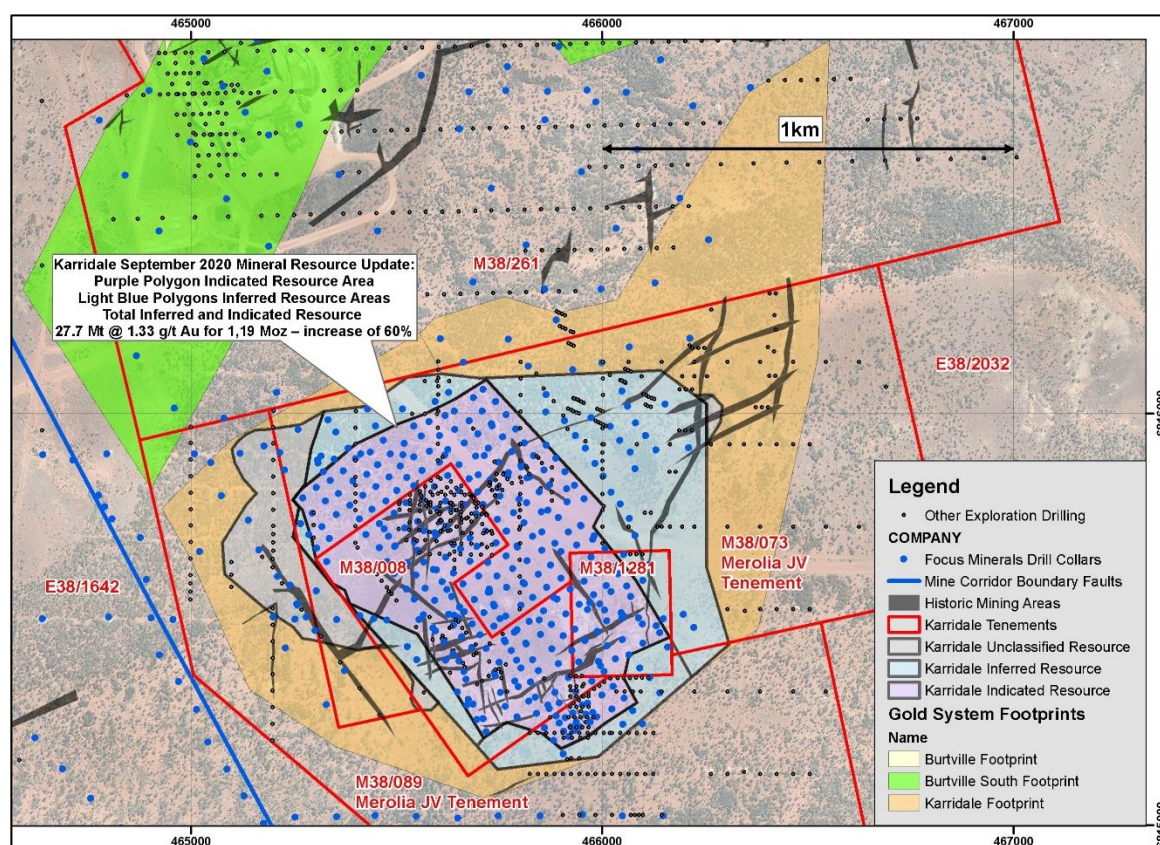 465000
466000
467000
1km
Karridale September 2020 Mineral Resource Update:
Purple Polygon Indicated Resource Area
Light Blue Polygons Inferred Resource Areas
Total Inferred and Indicated Resource
27.7 Mt @ 1.33 g/t Au for 1,19 Moz – increase of 60%
M38/261
E38/2032
6816000
M38/008
M38/1281
M38/073
Merolia JV
Tenement
E38/1642
M38/089
Merolia JV Tenement
Legend
Other Exploration Drilling
COMPANY
Focus Minerals Drill Collars
Mine Corridor Boundary Faults
Historic Mining Areas
Karridale Tenements
Karridale Unclassified Resource
Karridale Inferred Resource
Karridale Indicated Resource
Gold System Footprints
Name
Burtville Footprint
Burtville South Footprint
Karridale Footprint
6815000
465000
466000
467000